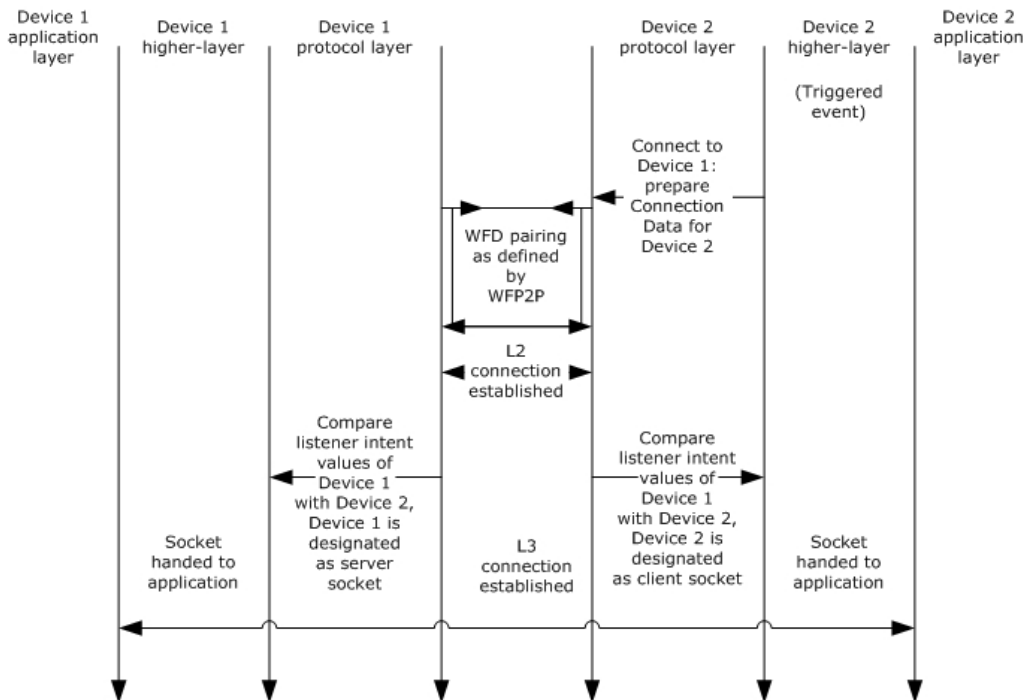 Device 1
application
layer
Device 1
higher-layer
Device 1
protocol layer
Device 2
protocol layer
Device 2
higher-layer
Device 2
application
layer
(Triggered
event)
Connect to
Device 1:
prepare
Connection
Data for
Device 2
WFD pairing
as defined
by
WFP2P
L2
connection
established
Compare
listener intent
values of
Device 1
with Device 2,
Device 1 is
designated
as server
socket
Compare
listener intent
values of
Device 1
with Device 2,
Device 2 is
designated
as client socket
Socket
handed to
application
L3
connection
established
Socket
handed to
application